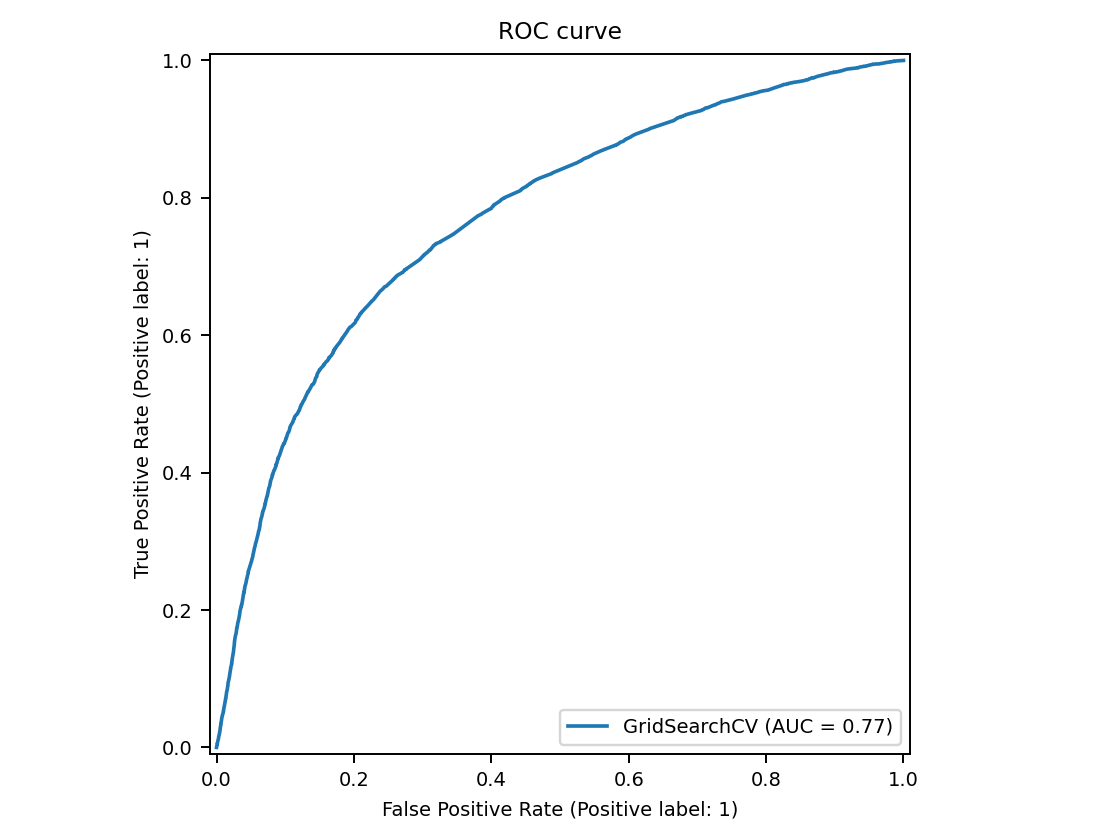 ROC curve
1.0
0.8
0.6
0.4
0.2
0.0
True Positive Rate (Positive label: 1)
GridSearchCV (AUC = 0.77)
0.0 0.2 0.4 0.6 0.8 1.0
False Positive Rate (Positive label: 1)